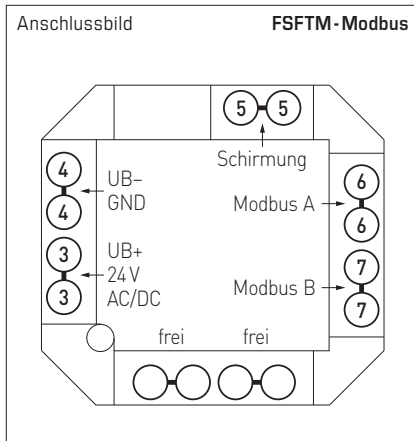 Anschlussbild FSFTM-Modbus
5 5
Schirmung
4
4
UB–
GND
3
3
UB+
24 V
AC/DC
Modbus A
6
6
Modbus B
7
7
frei frei